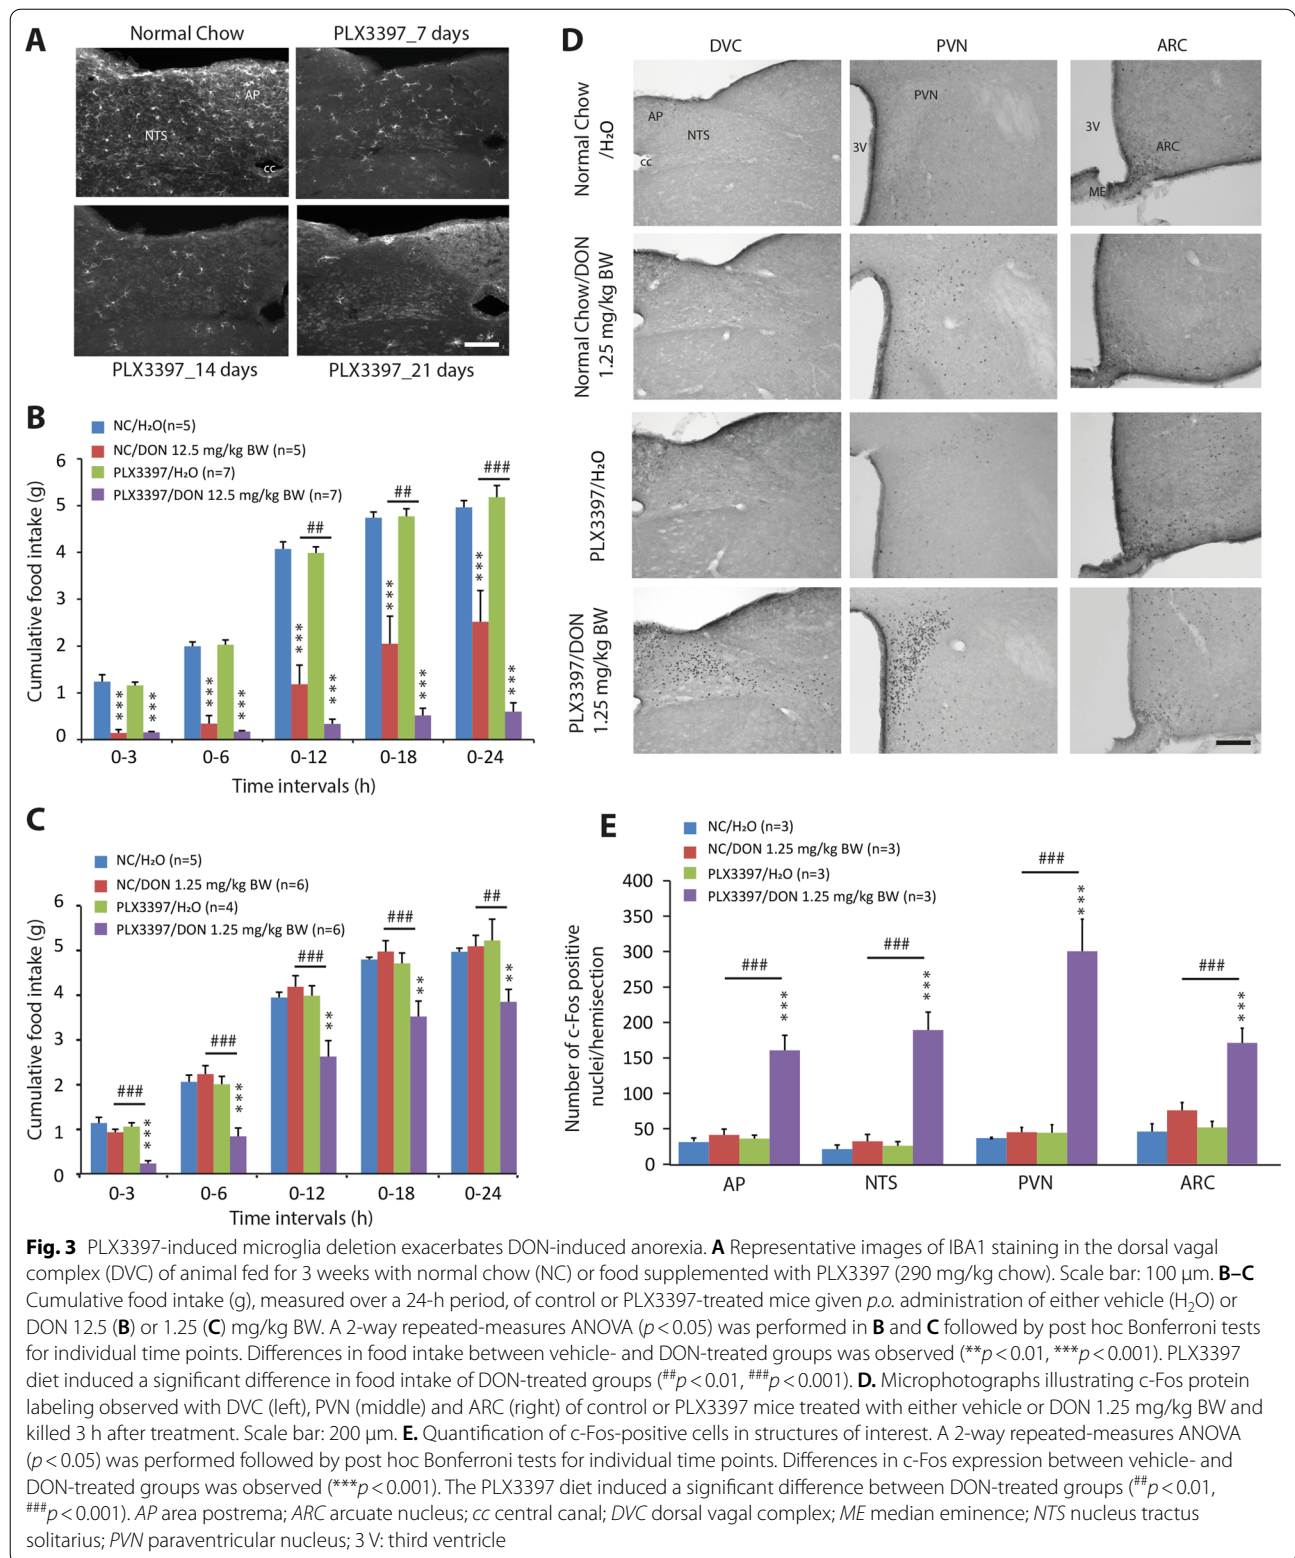 A
Normal Chow
PLX3397_7 days
AP
NTS
cc
PLX3397_14 days
PLX3397_21 days
B
NC/H₂O(n=5)
NC/DON 12.5 mg/kg BW (n=5)
PLX3397/H₂O (n=7)
PLX3397/DON 12.5 mg/kg BW (n=7)
Cumulative food intake (g)
6
5
4
3
2
1
0
*** ***
*** ***
## *** ***
## *** ***
### *** ***
0-3 0-6 0-12 0-18 0-24
Time intervals (h)
C
NC/H₂O (n=5)
NC/DON 1.25 mg/kg BW (n=6)
PLX3397/H₂O (n=4)
PLX3397/DON 1.25 mg/kg BW (n=6)
Cumulative food intake (g)
6
5
4
3
2
1
0
### ***
### ***
### **
### **
## **
0-3 0-6 0-12 0-18 0-24
Time intervals (h)
D
DVC PVN ARC
Normal Chow
/H₂O
AP
NTS
cc
PVN
3V
3V
ARC
ME
Normal Chow/DON
1.25 mg/kg BW
PLX3397/H₂O
PLX3397/DON
1.25 mg/kg BW
E
NC/H₂O (n=3)
NC/DON 1.25 mg/kg BW (n=3)
PLX3397/H₂O (n=3)
PLX3397/DON 1.25 mg/kg BW (n=3)
Number of c-Fos positive
nuclei/hemisection
400
350
300
250
200
150
100
50
0
### ***
### ***
### ***
### ***
AP NTS PVN ARC
Fig. 3 PLX3397-induced microglia deletion exacerbates DON-induced anorexia. A Representative images of IBA1 staining in the dorsal vagal
complex (DVC) of animal fed for 3 weeks with normal chow (NC) or food supplemented with PLX3397 (290 mg/kg chow). Scale bar: 100 µm. B–C
Cumulative food intake (g), measured over a 24-h period, of control or PLX3397-treated mice given p.o. administration of either vehicle (H₂O) or
DON 12.5 (B) or 1.25 (C) mg/kg BW. A 2-way repeated-measures ANOVA (p < 0.05) was performed in B and C followed by post hoc Bonferroni tests
for individual time points. Differences in food intake between vehicle- and DON-treated groups was observed (**p < 0.01, ***p < 0.001). PLX3397
diet induced a significant difference in food intake of DON-treated groups (##p < 0.01, ###p < 0.001). D. Microphotographs illustrating c-Fos protein
labeling observed with DVC (left), PVN (middle) and ARC (right) of control or PLX3397 mice treated with either vehicle or DON 1.25 mg/kg BW and
killed 3 h after treatment. Scale bar: 200 µm. E. Quantification of c-Fos-positive cells in structures of interest. A 2-way repeated-measures ANOVA
(p < 0.05) was performed followed by post hoc Bonferroni tests for individual time points. Differences in c-Fos expression between vehicle- and
DON-treated groups was observed (***p < 0.001). The PLX3397 diet induced a significant difference between DON-treated groups (##p < 0.01,
###p < 0.001). AP area postrema; ARC arcuate nucleus; cc central canal; DVC dorsal vagal complex; ME median eminence; NTS nucleus tractus
solitarius; PVN paraventricular nucleus; 3 V: third ventricle